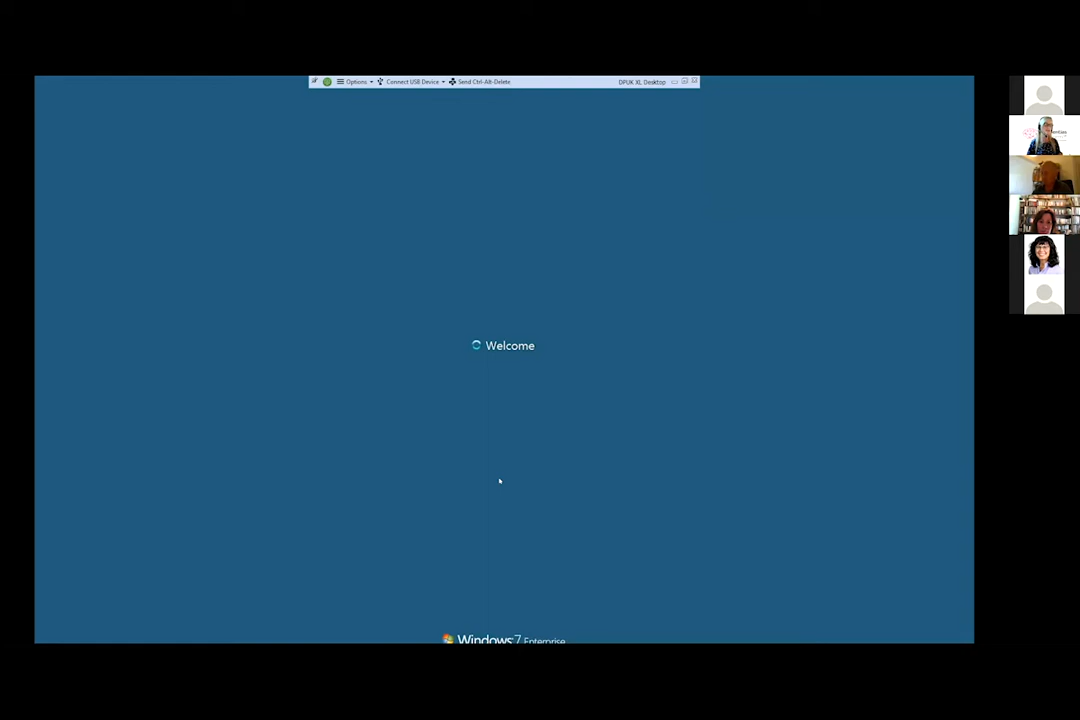 Options Connect USB Device Send Ctrl-Alt-Delete DPUK XL Desktop
Welcome
Windows 7 Enterprise